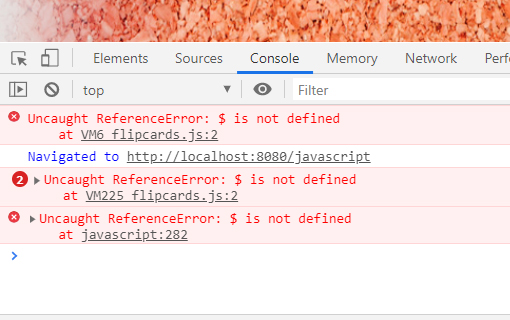 Elements Sources Console Memory Network
top Filter
Uncaught ReferenceError: $ is not defined
at VM6 flipcards.js:2
Navigated to http://localhost:8080/javascript
2 Uncaught ReferenceError: $ is not defined
at VM225 flipcards.js:2
Uncaught ReferenceError: $ is not defined
at javascript:282